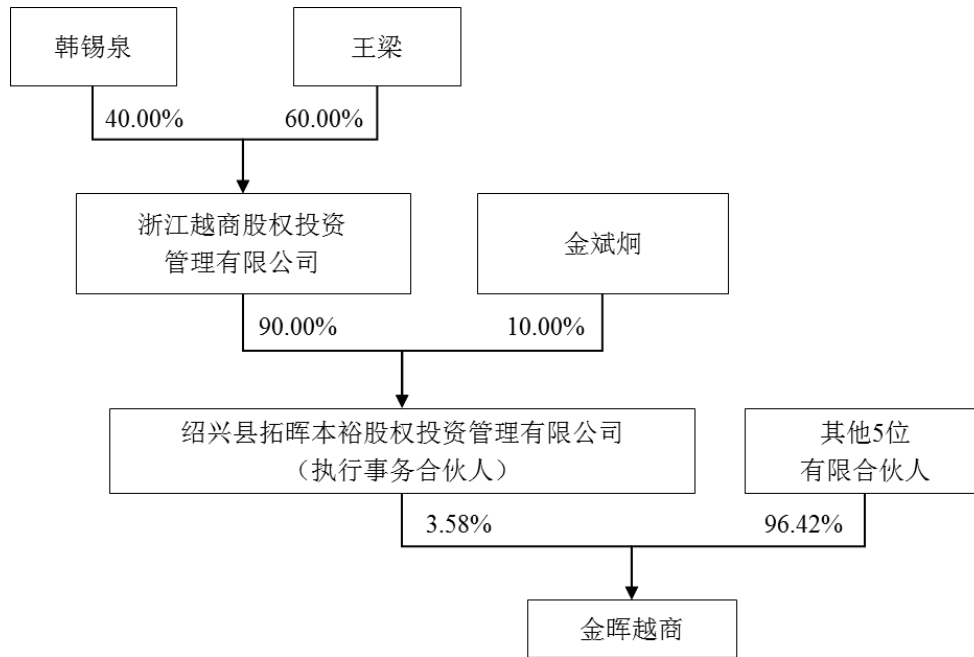 韩锡泉
王梁
40.00%
60.00%
浙江越商股权投资
管理有限公司
金斌炯
90.00%
10.00%
绍兴县拓晖本裕股权投资管理有限公司
（执行事务合伙人）
其他5位
有限合伙人
3.58%
96.42%
金晖越商